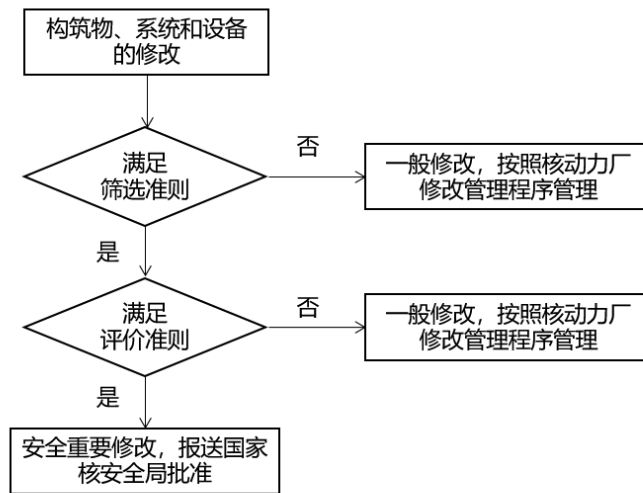 构筑物、系统和设备
的修改
满足
筛选准则
否
一般修改，按照核动力厂
修改管理程序管理
是
满足
评价准则
否
一般修改，按照核动力厂
修改管理程序管理
是
安全重要修改，报送国家
核安全局批准